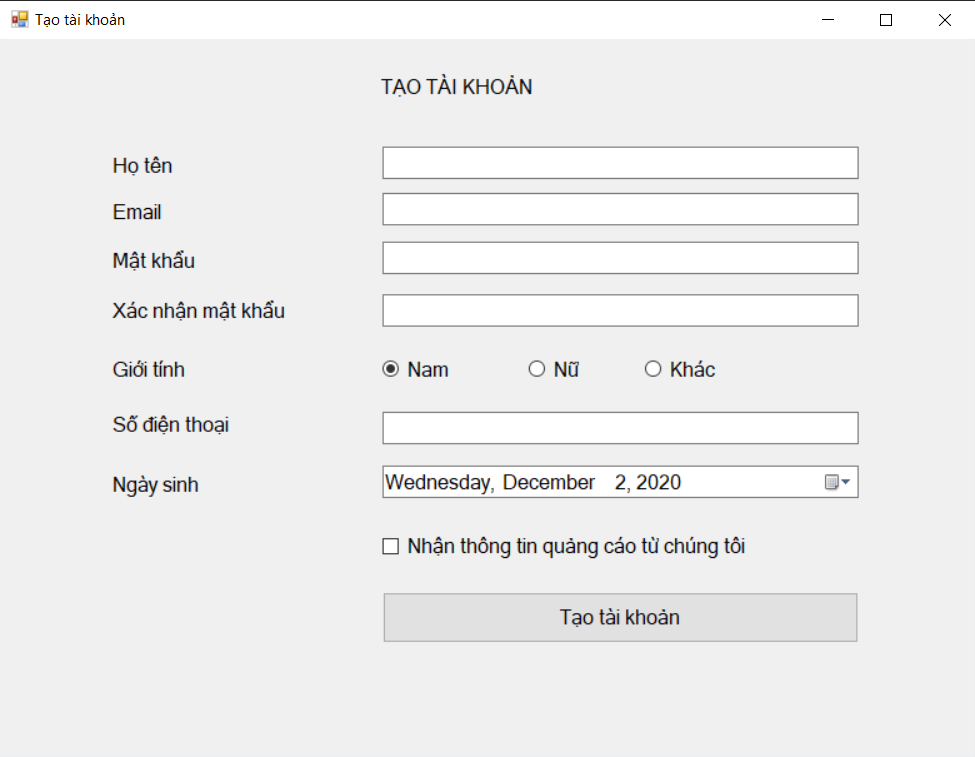 Tạo tài khoản
TẠO TÀI KHOẢN
Họ tên
Email
Mật khẩu
Xác nhận mật khẩu
Giới tính Nam Nữ Khác
Số điện thoại
Ngày sinh Wednesday, December 2, 2020
Nhận thông tin quảng cáo từ chúng tôi
Tạo tài khoản